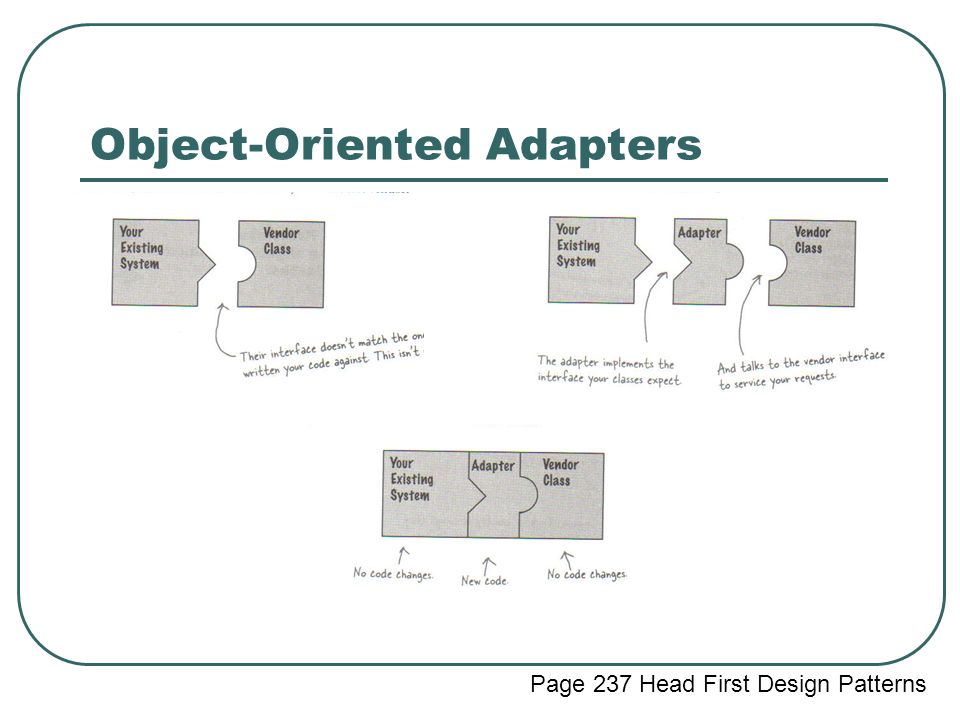 Object-Oriented Adapters
Your
Existing
System
Vendor
Class
Their interface doesn't match the one
written your code against. This isn't
Your
Existing
System
Adapter
Vendor
Class
The adapter implements the
interface your classes expect.
And talks to the vendor interface
to service your requests.
Your
Existing
System
Adapter
Vendor
Class
No code changes.
New code.
No code changes.
Page 237 Head First Design Patterns